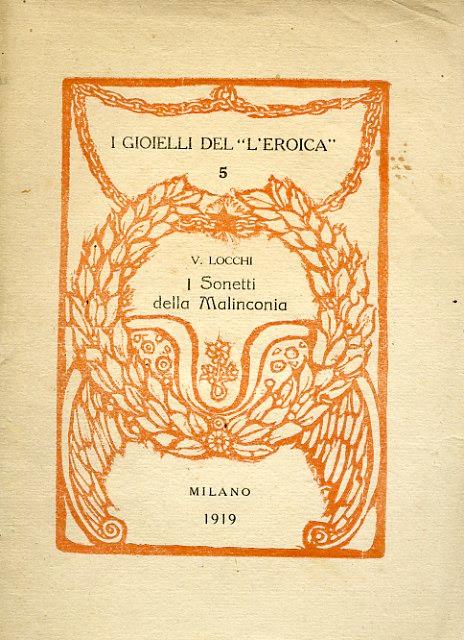 I GIOIELLI DEL "L'EROICA"
5
V. LOCCHI
I Sonetti
della Malinconia
MILANO
1919